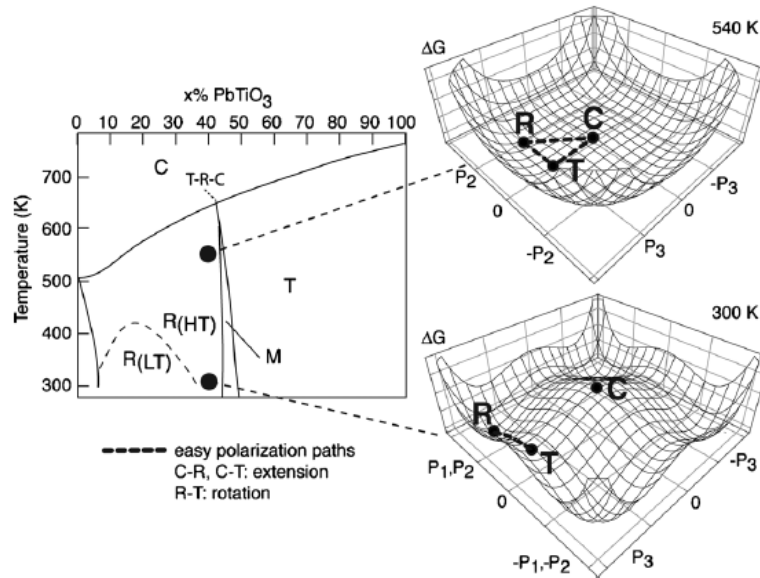 x% PbTiO₃
0 10 20 30 40 50 60 70 80 90 100
Temperature (K)
700
600
500
400
300
C
T-R-C
T
R(HT)
R(LT)
M
easy polarization paths
C-R, C-T: extension
R-T: rotation
540 K
ΔG
R
C
T
P₂
0
-P₂
P₃
0
-P₃
300 K
ΔG
R
C
T
P₁,P₂
0
-P₁,-P₂
P₃
0
-P₃